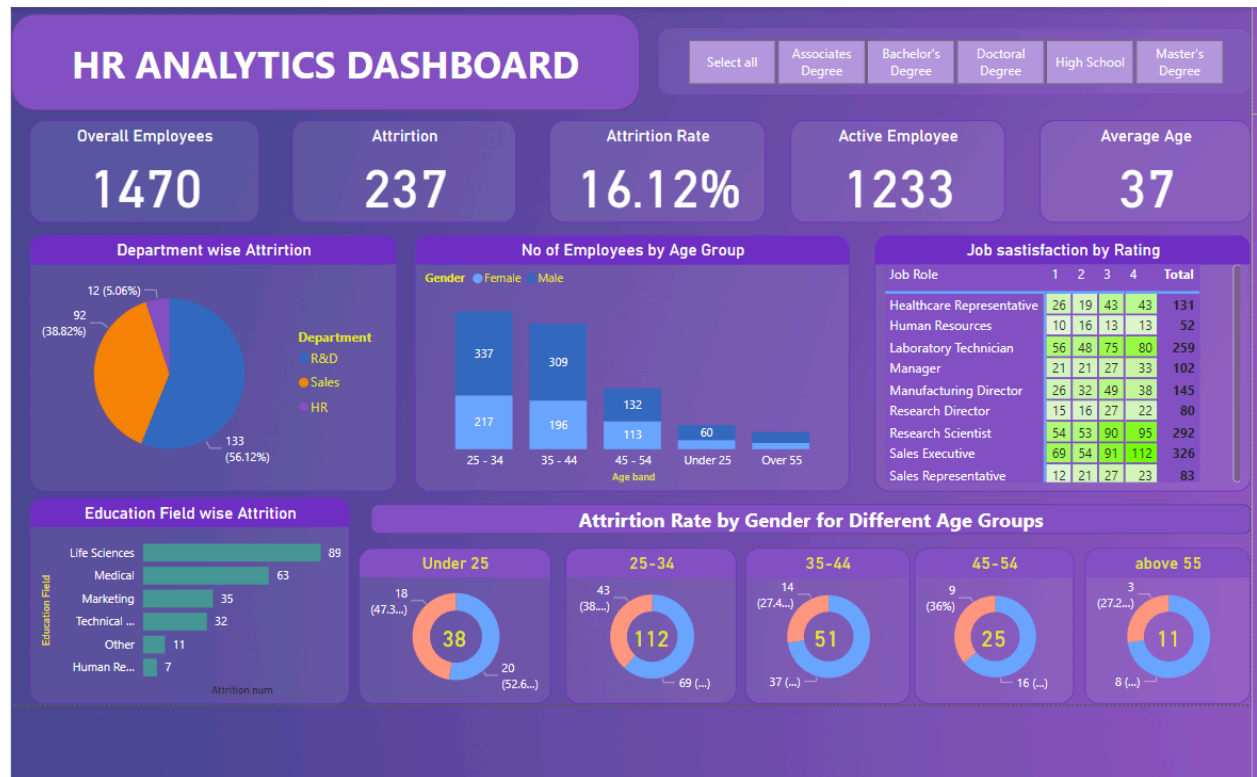 HR ANALYTICS DASHBOARD
Select all
Associates
Degree
Bachelor's
Degree
Doctoral
Degree
High School
Master's
Degree
Overall Employees
1470
Attrirtion
237
Attrirtion Rate
16.12%
Active Employee
1233
Average Age
37
Department wise Attrirtion
12 (5.06%)
92
(38.82%)
133
(56.12%)
Department
R&D
Sales
HR
No of Employees by Age Group
Gender Female Male
337
217
309
196
132
113
60
25 - 34 35 - 44 45 - 54 Under 25 Over 55
Age band
Job sastisfaction by Rating
Job Role 1 2 3 4 Total
Healthcare Representative 26 19 43 43 131
Human Resources 10 16 13 13 52
Laboratory Technician 56 48 75 80 259
Manager 21 21 27 33 102
Manufacturing Director 26 32 49 38 145
Research Director 15 16 27 22 80
Research Scientist 54 53 90 95 292
Sales Executive 69 54 91 112 326
Sales Representative 12 21 27 23 83
Education Field wise Attrition
Education Field
Life Sciences 89
Medical 63
Marketing 35
Technical ... 32
Other 11
Human Re... 7
Attrition num
Attrirtion Rate by Gender for Different Age Groups
Under 25
18
(47.3...)
38
20
(52.6...)
25-34
43
(38....)
112
69 (...)
35-44
14
(27.4...)
51
37 (...)
45-54
9
(36%)
25
16 (...)
above 55
3
(27.2...)
11
8 (...)